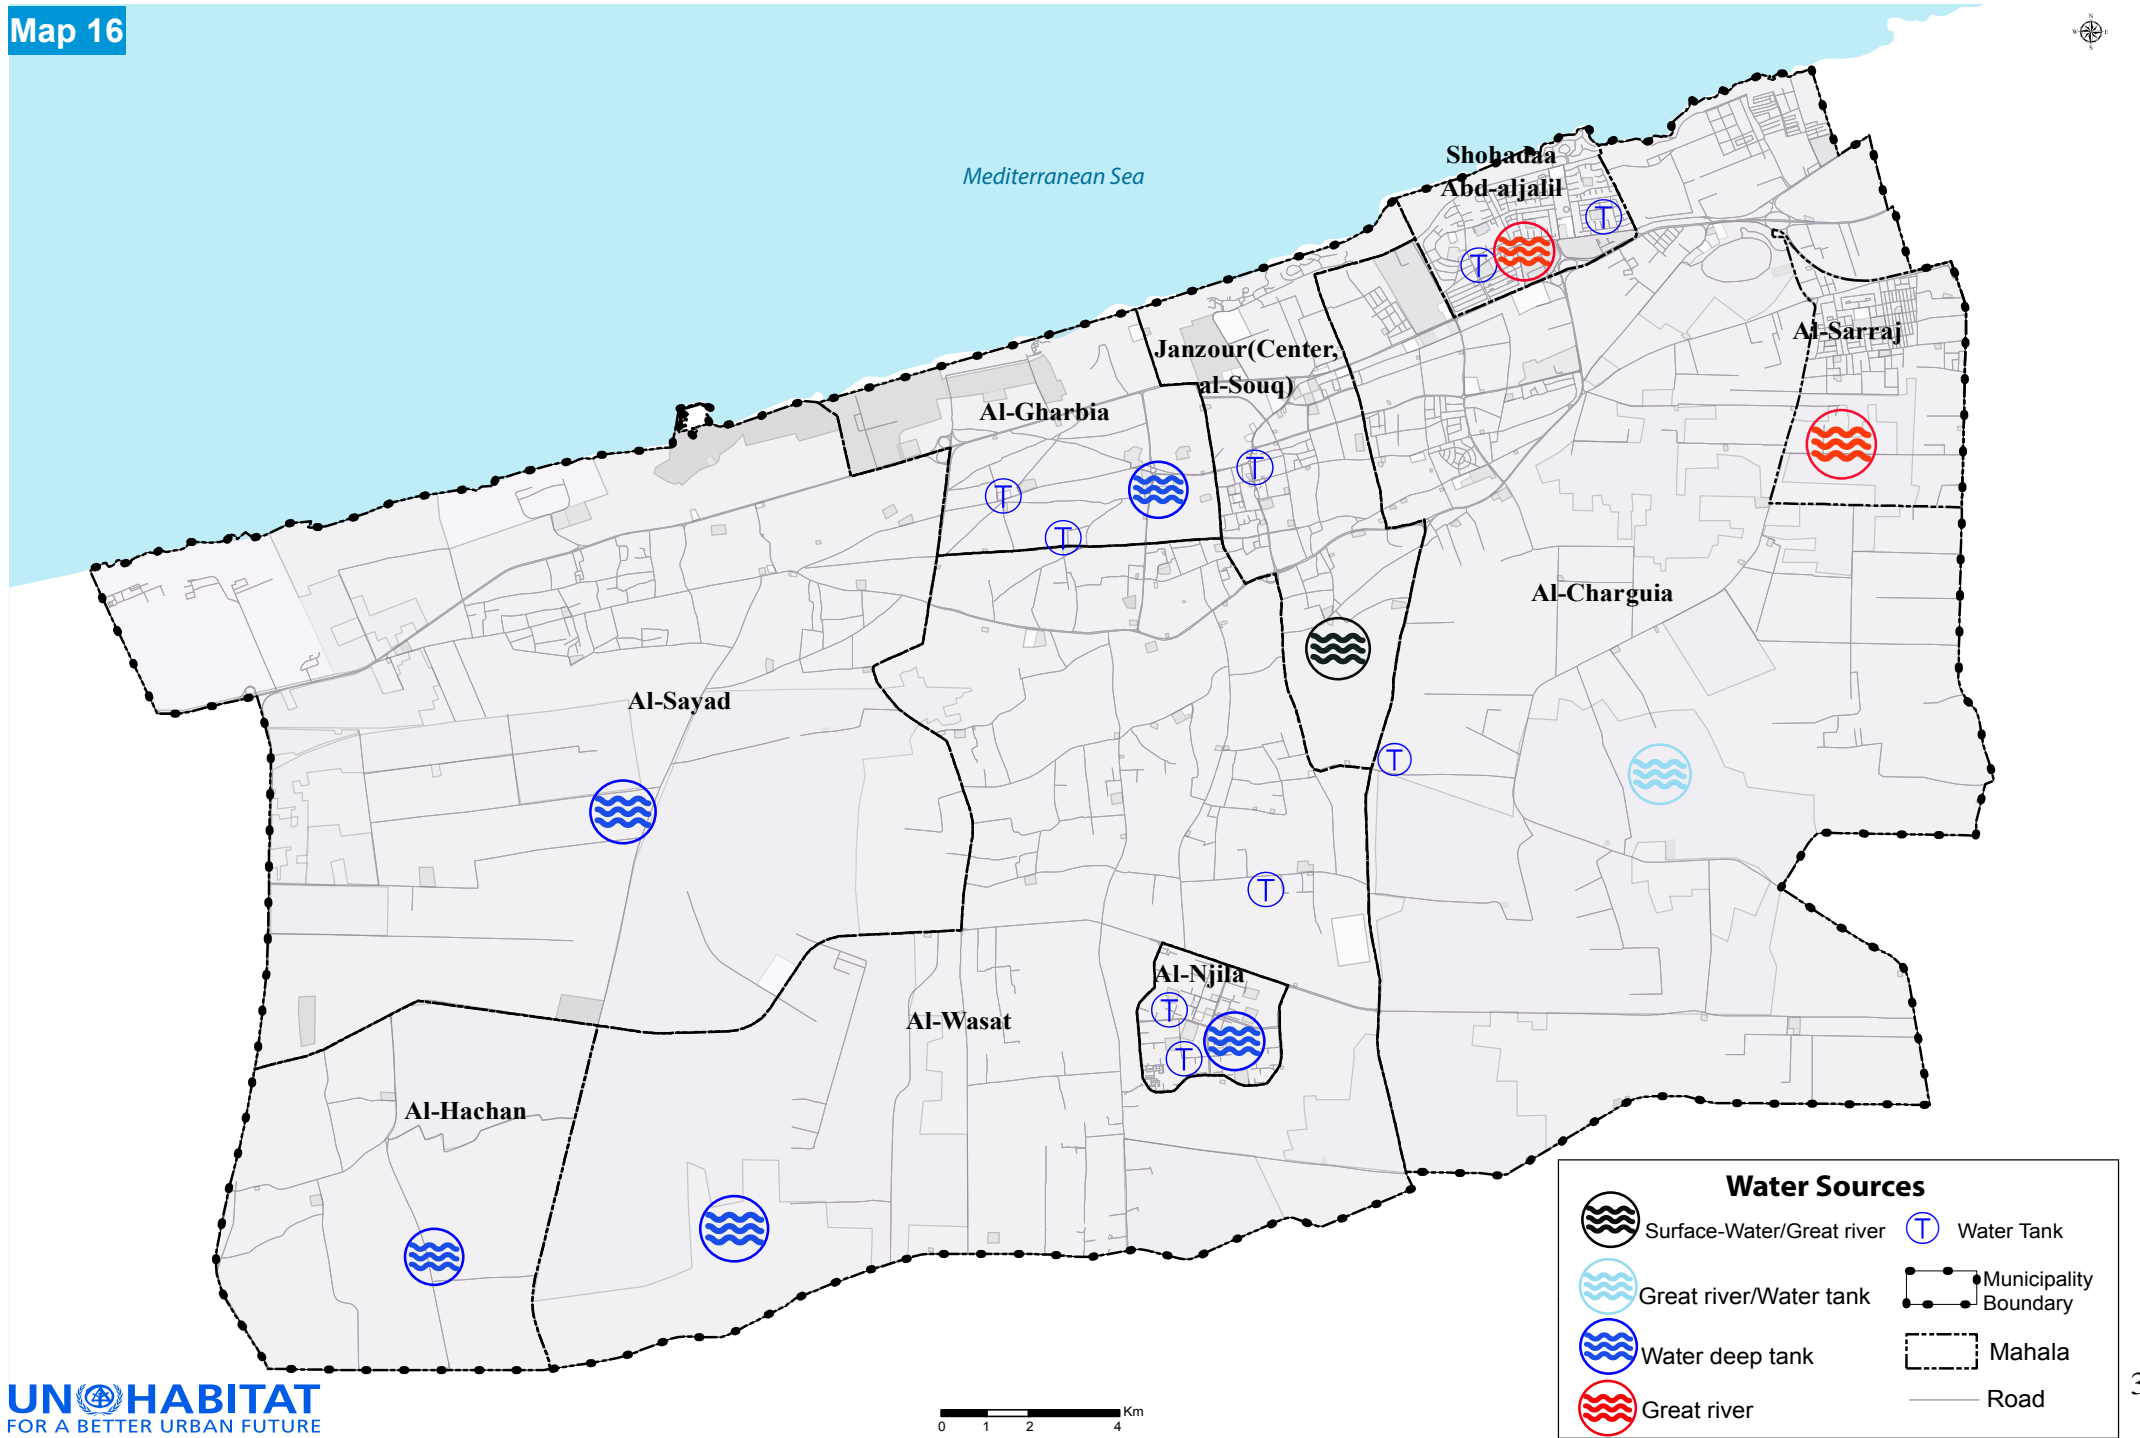 Map 16
N
W
E
S
Mediterranean Sea
Shohadaa
Abd-aljalil
T
T
Al-Sarraj
Janzour(Center,
al-Souq)
Al-Gharbia
T
T
T
Al-Charguia
Al-Sayad
T
T
Al-Njila
T
T
Al-Wasat
Al-Hachan
Water Sources
Surface-Water/Great river
T Water Tank
Great river/Water tank
Municipality
Boundary
Water deep tank
Mahala
Great river
Road
3
UN HABITAT
FOR A BETTER URBAN FUTURE
Km
0 1 2 4